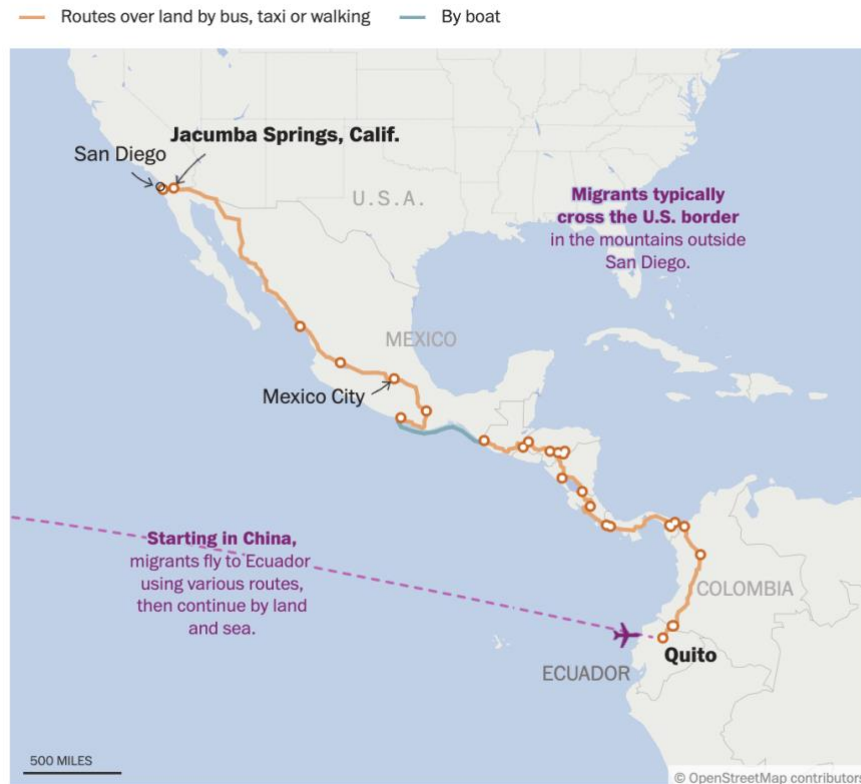 Routes over land by bus, taxi or walking
By boat
Jacumba Springs, Calif.
San Diego
U.S.A.
Migrants typically
cross the U.S. border
in the mountains outside
San Diego.
MEXICO
Mexico City
Starting in China,
migrants fly to Ecuador
using various routes,
then continue by land
and sea.
COLOMBIA
Quito
ECUADOR
500 MILES
© OpenStreetMap contributors